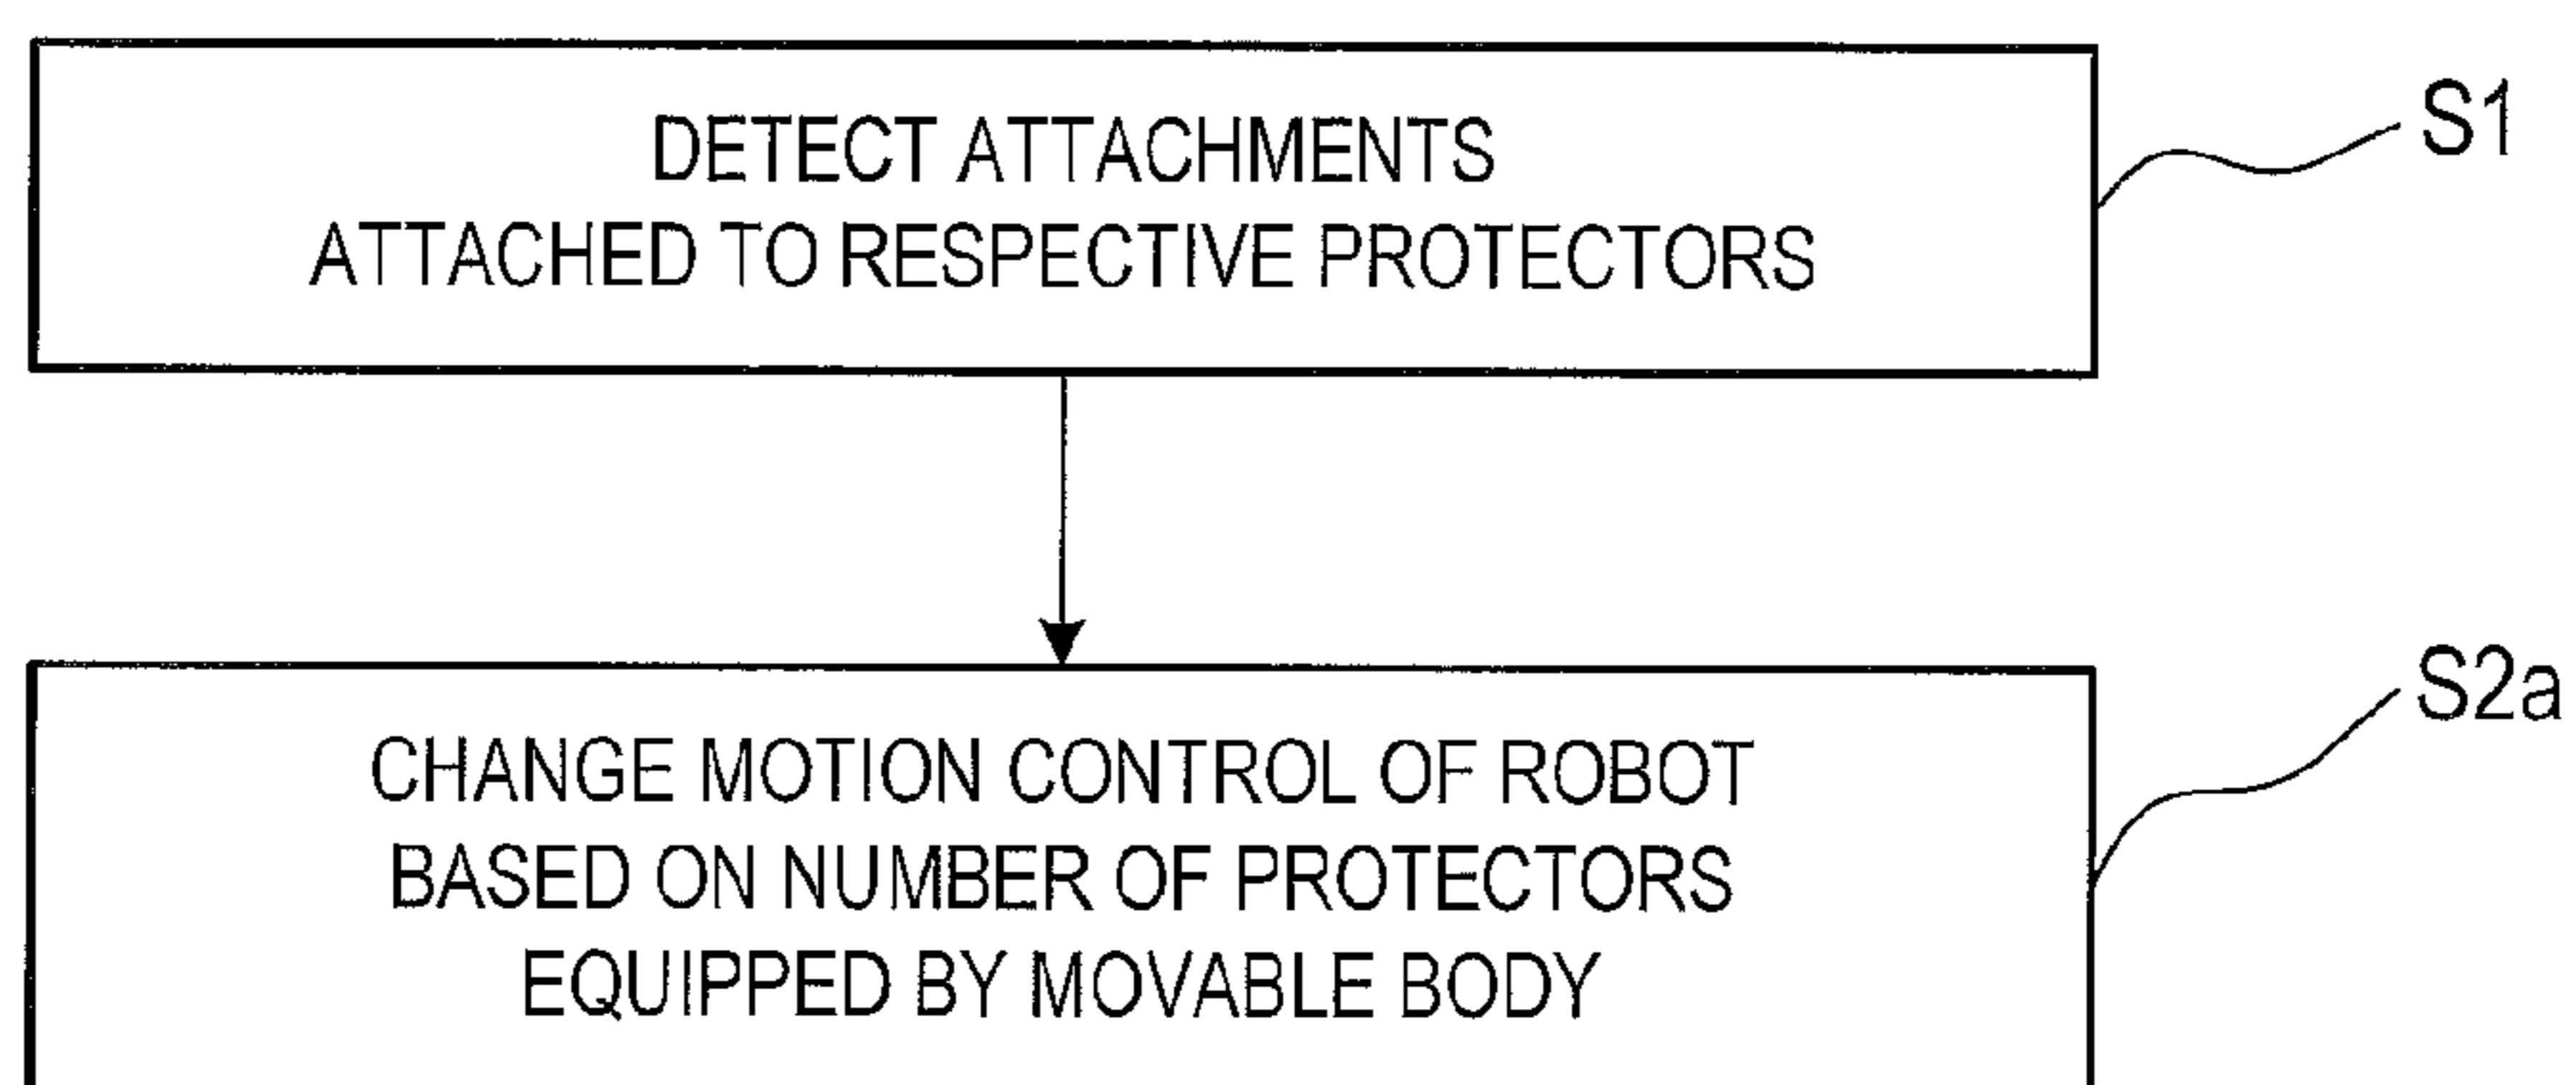 DETECT ATTACHMENTS
ATTACHED TO RESPECTIVE PROTECTORS
S1
CHANGE MOTION CONTROL OF ROBOT
BASED ON NUMBER OF PROTECTORS
EQUIPPED BY MOVABLE BODY
S2a